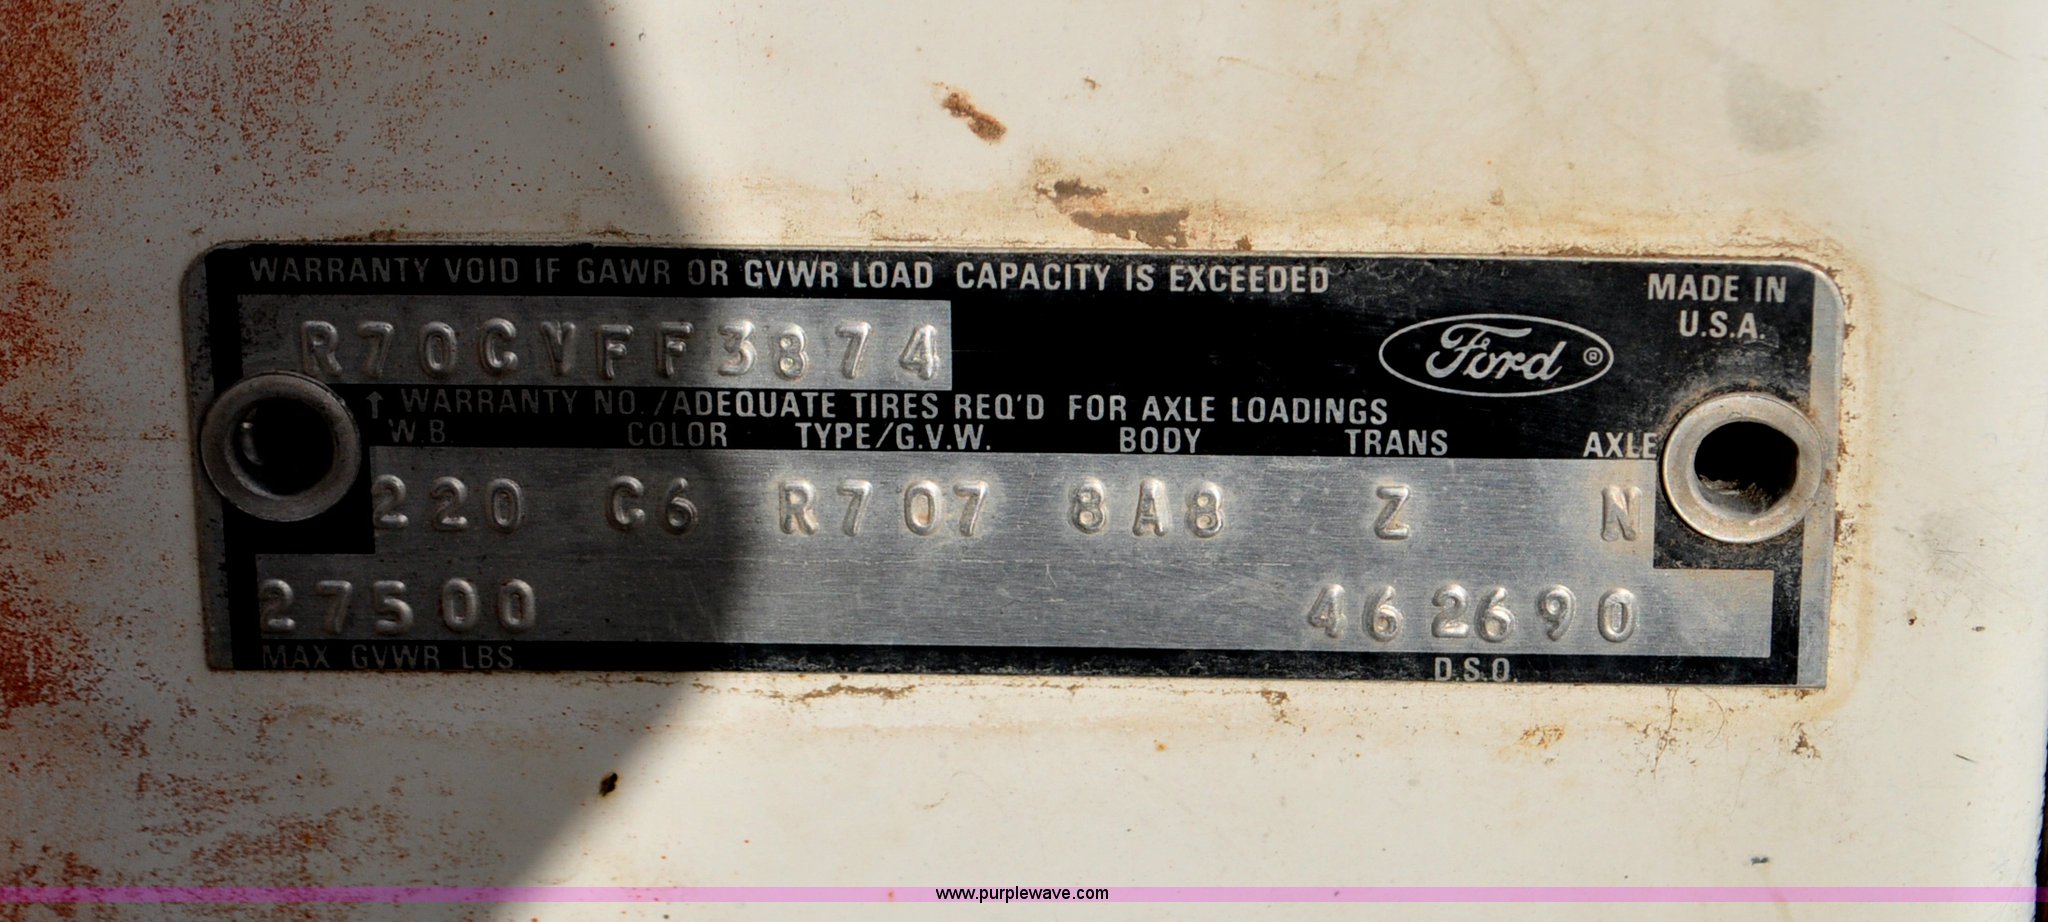 WARRANTY VOID IF GAWR OR GVWR LOAD CAPACITY IS EXCEEDED
MADE IN
U.S.A.
R70CVFF3874
Ford ®
↑ WARRANTY NO./ADEQUATE TIRES REQ'D FOR AXLE LOADINGS
W.B. COLOR TYPE/G.V.W. BODY TRANS AXLE
220 C6 R707 8A8 Z N
27500 462690
MAX GVWR LBS D.S.O.
www.purplewave.com